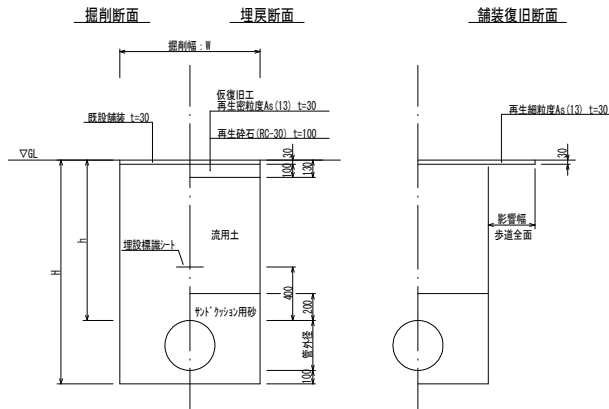 掘削断面
埋戻断面
舗装復旧断面
掘削幅：W
仮復旧工
再生密粒度As(13) t=30
既設舗装 t=30
再生砕石(RC-30) t=100
再生細粒度As(13) t=30
▽GL
30
100
130
30
影響幅
歩道全面
流用土
埋設標識シート
h
H
400
200
サンドクッション用砂
管外径
100